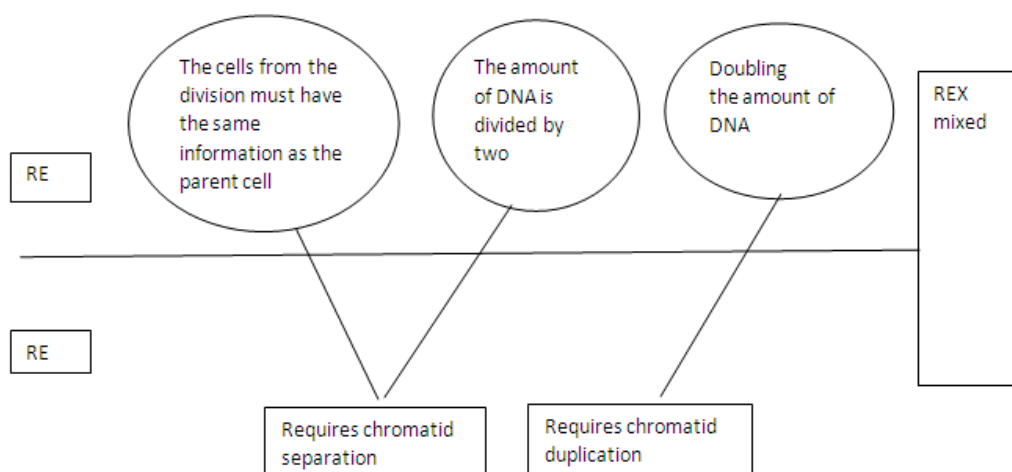 The cells from the
division must have
the same
information as the
parent cell
The amount
of DNA is
divided by
two
Doubling
the amount of
DNA
REX
mixed
RE
RE
Requires chromatid
separation
Requires chromatid
duplication